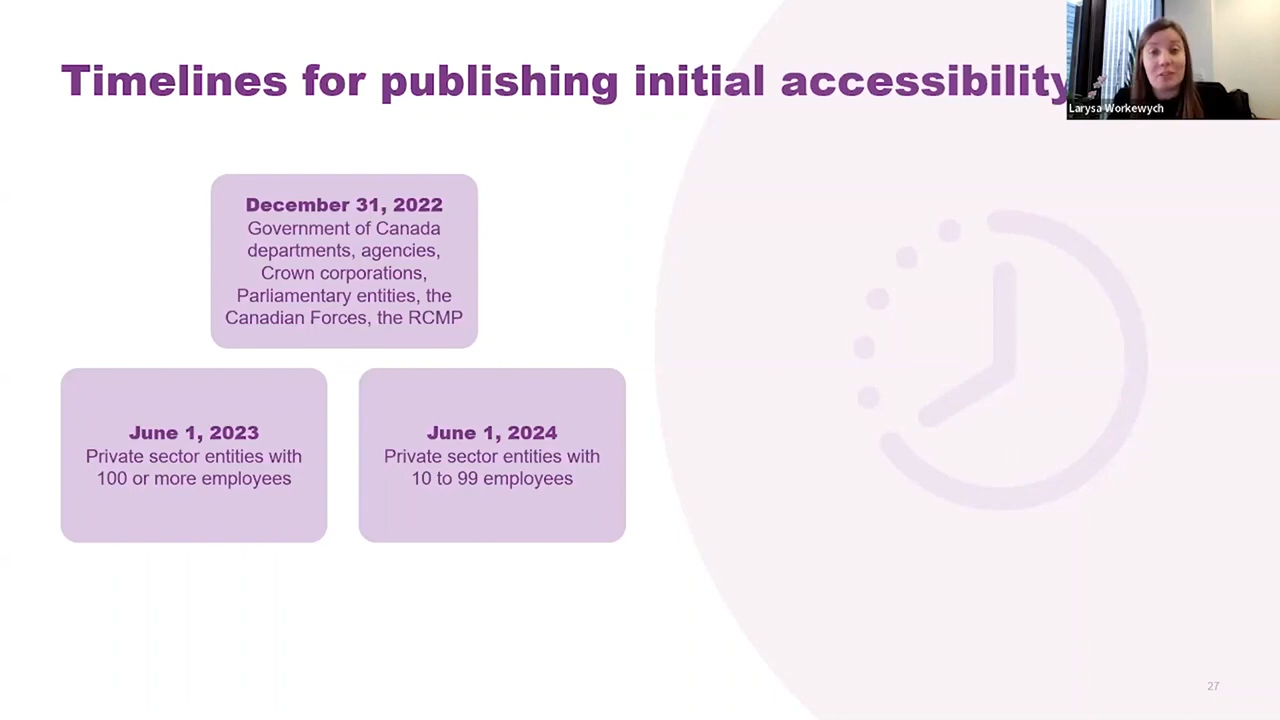 Timelines for publishing initial accessibility
Larysa Workewych
December 31, 2022
Government of Canada
departments, agencies,
Crown corporations,
Parliamentary entities, the
Canadian Forces, the RCMP
June 1, 2023
Private sector entities with
100 or more employees
June 1, 2024
Private sector entities with
10 to 99 employees
27